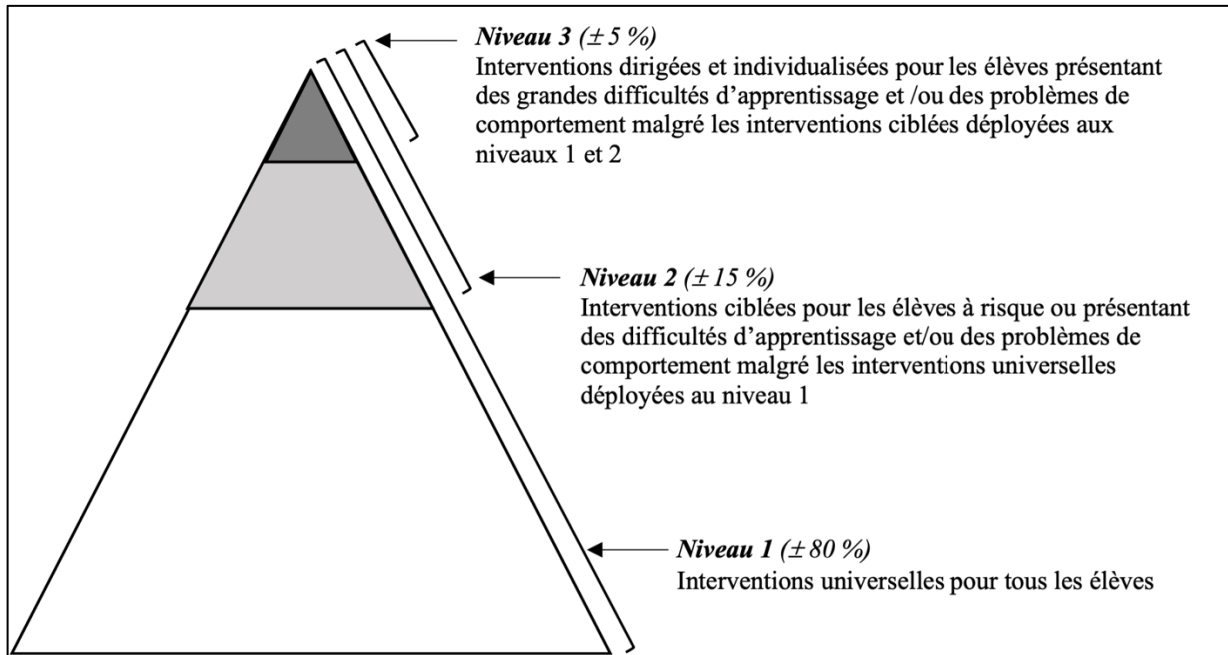 Niveau 3 (± 5 %)
Interventions dirigées et individualisées pour les élèves présentant
des grandes difficultés d’apprentissage et /ou des problèmes de
comportement malgré les interventions ciblées déployées aux
niveaux 1 et 2
Niveau 2 (± 15 %)
Interventions ciblées pour les élèves à risque ou présentant
des difficultés d’apprentissage et/ou des problèmes de
comportement malgré les interventions universelles
déployées au niveau 1
Niveau 1 (± 80 %)
Interventions universelles pour tous les élèves